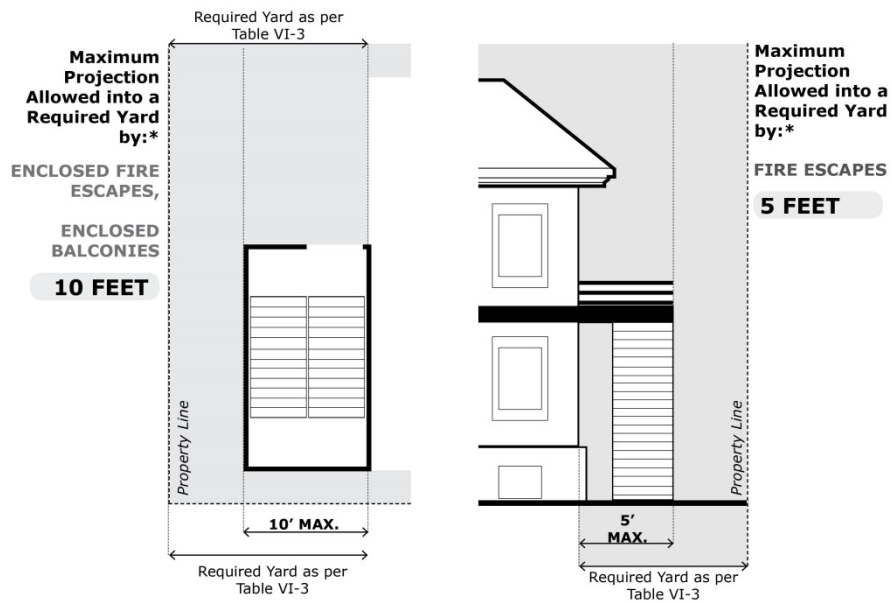 Required Yard as per
Table VI-3
Maximum
Projection
Allowed into a
Required Yard
by:*
ENCLOSED FIRE
ESCAPES,
ENCLOSED
BALCONIES
10 FEET
Property Line
10’ MAX.
Required Yard as per
Table VI-3
Maximum
Projection
Allowed into a
Required Yard
by:*
FIRE ESCAPES
5 FEET
Property Line
5’
MAX.
Required Yard as per
Table VI-3